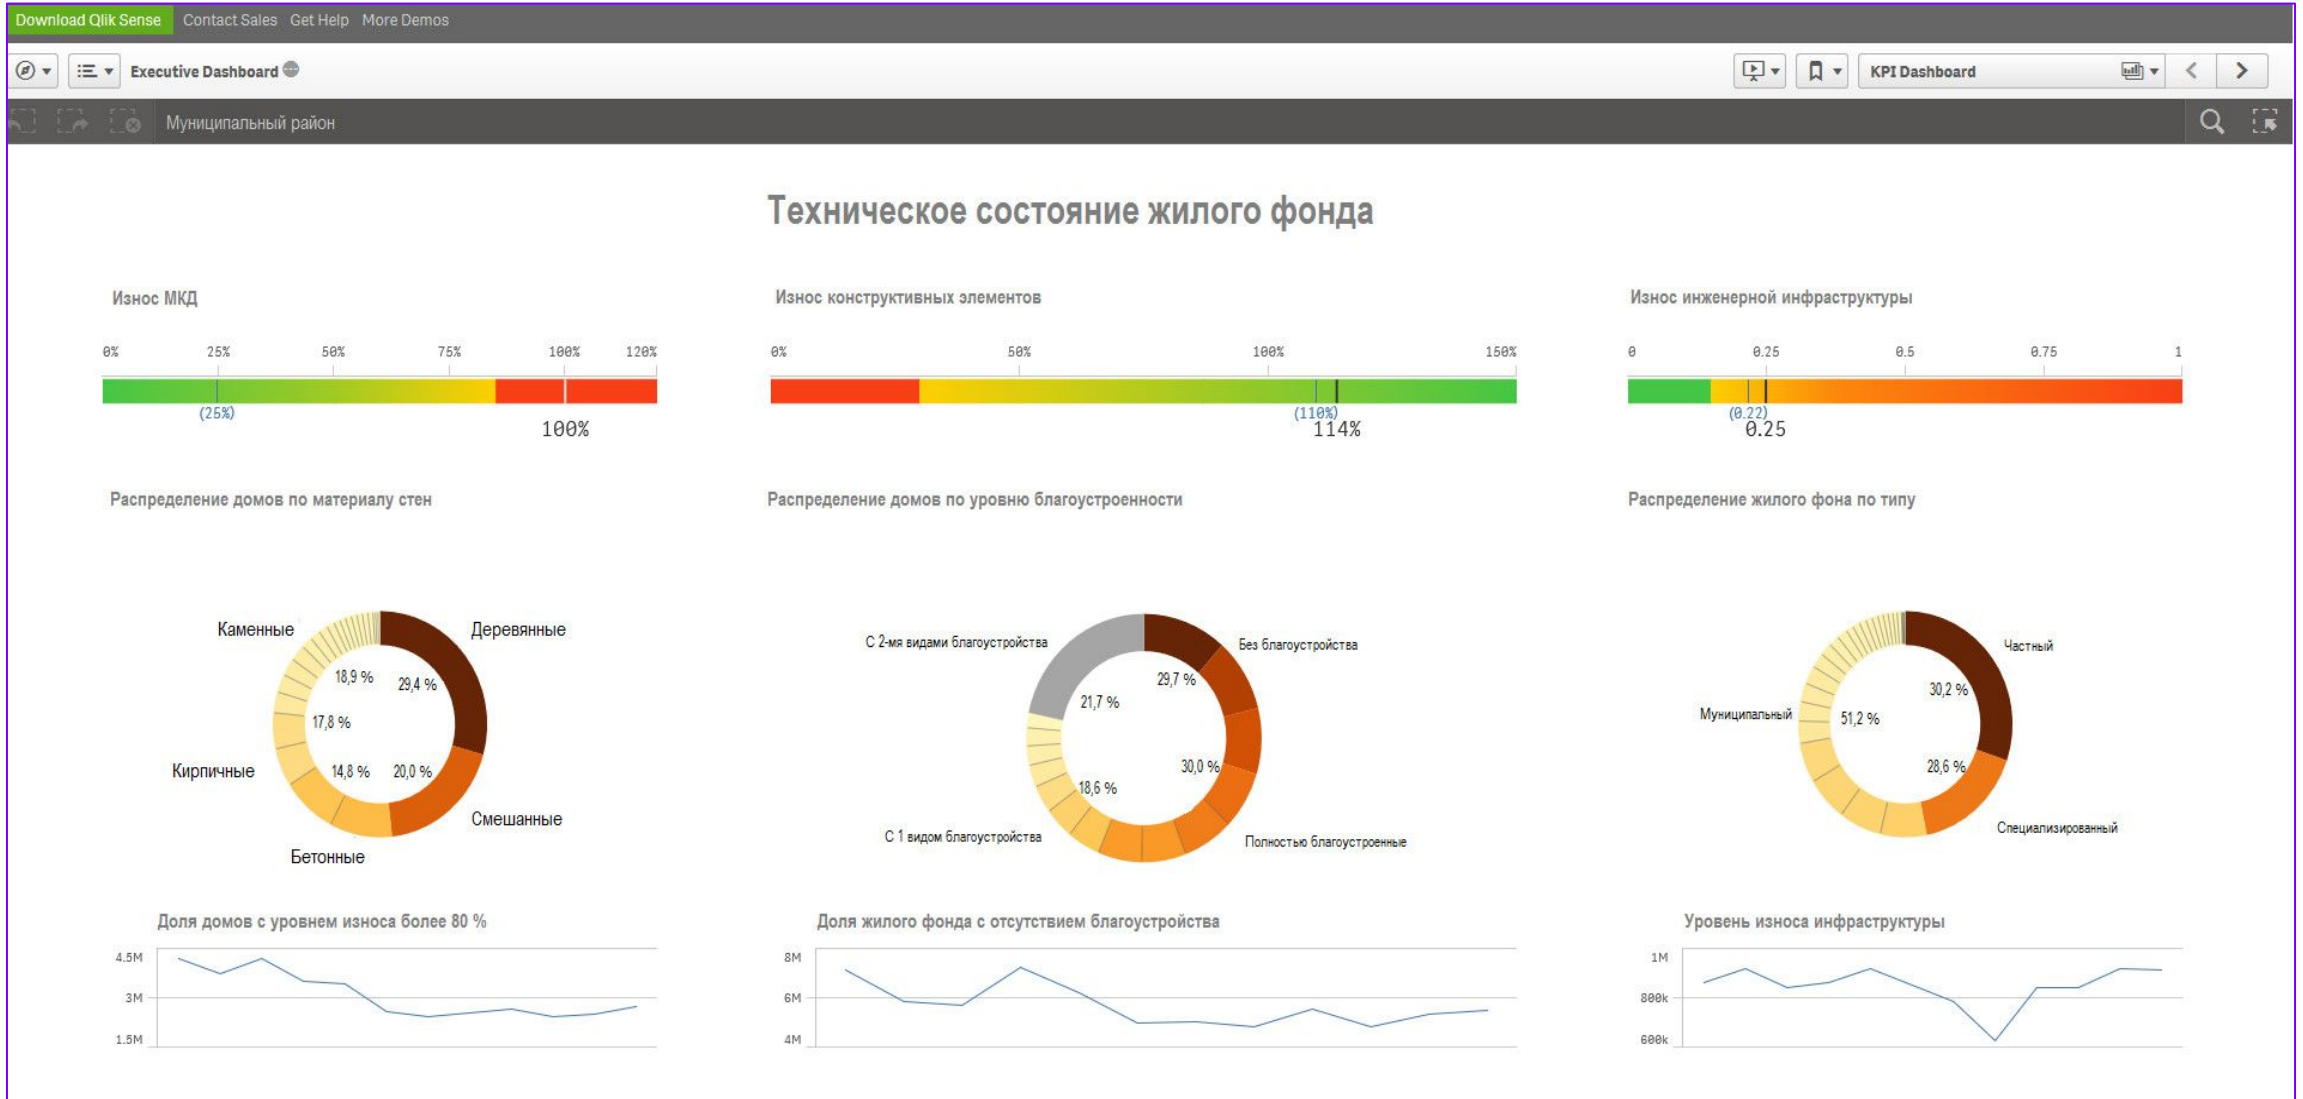 Download Qlik Sense Contact Sales Get Help More Demos
Executive Dashboard KPI Dashboard
Муниципальный район
Техническое состояние жилого фонда
Износ МКД
0% 25% 50% 75% 100% 120%
(25%)
100%
Износ конструктивных элементов
0% 50% 100% 150%
(110%)
114%
Износ инженерной инфраструктуры
0 0.25 0.5 0.75 1
(0.22)
0.25
Распределение домов по материалу стен
Каменные
Деревянные
18,9 %
29,4 %
17,8 %
Кирпичные
14,8 %
20,0 %
Смешанные
Бетонные
Распределение домов по уровню благоустроенности
С 2-мя видами благоустройства
Без благоустройства
29,7 %
21,7 %
30,0 %
18,6 %
С 1 видом благоустройства
Полностью благоустроенные
Распределение жилого фона по типу
Частный
30,2 %
Муниципальный
51,2 %
28,6 %
Специализированный
Доля домов с уровнем износа более 80 %
4.5M
3M
1.5M
Доля жилого фонда с отсутствием благоустройства
8M
6M
4M
Уровень износа инфраструктуры
1M
800k
600k